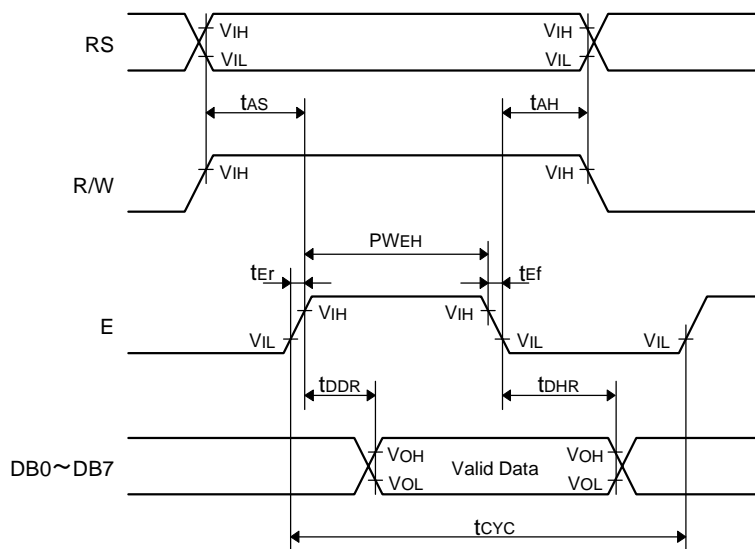 RS
VIH
VIH
VIL
VIL
tAS
tAH
R/W
VIH
VIH
PWEH
tEr
tEf
E
VIH
VIH
VIL
VIL
VIL
tDDR
tDHR
DB0～DB7
VOH
Valid Data
VOH
VOL
VOL
tCYC